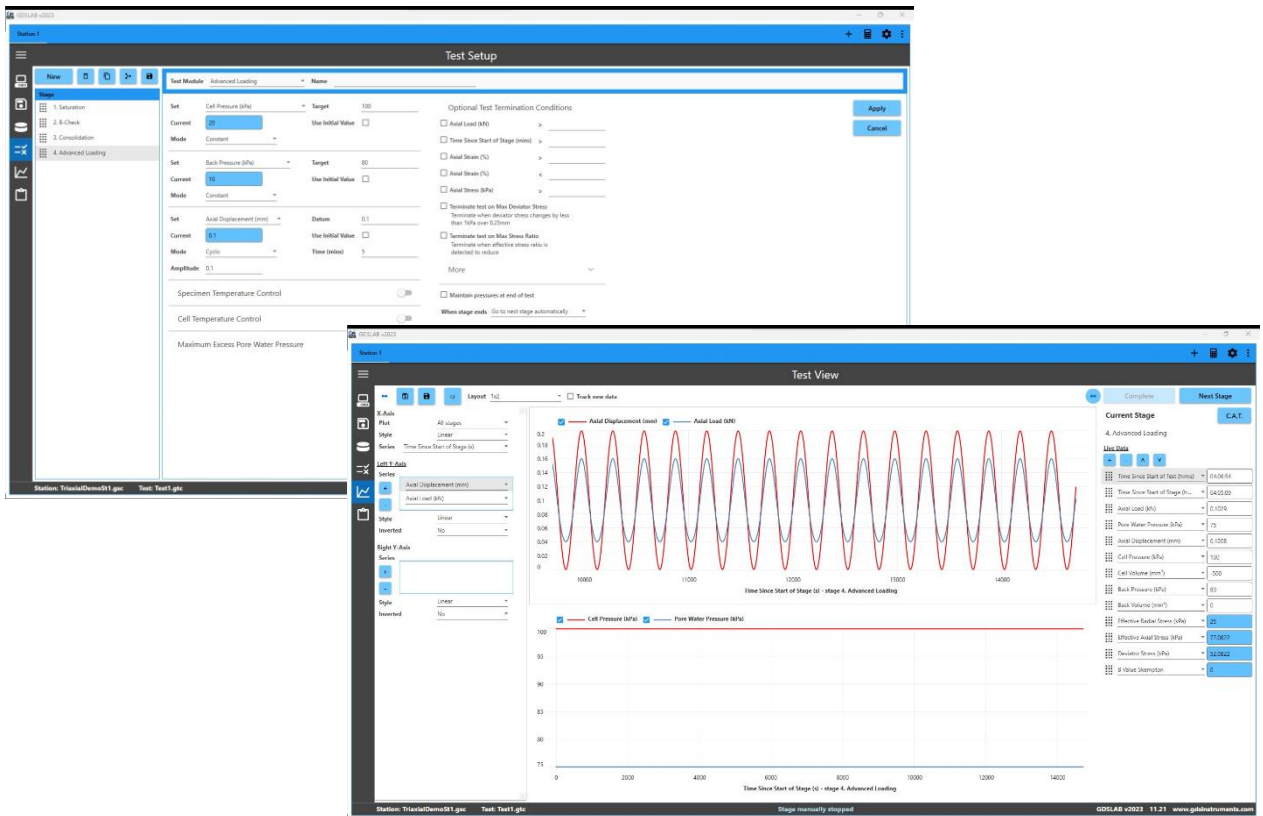 GDSLAB v2023
Station 1
Test Setup
New
Test Module Advanced Loading Name
Stage
1. Saturation
2. B-Check
3. Consolidation
4. Advanced Loading
Set Cell Pressure (kPa) Target 100
Current 20 Use Initial Value
Mode Constant
Set Back Pressure (kPa) Target 80
Current 10 Use Initial Value
Mode Constant
Set Axial Displacement (mm) Datum 0.1
Current 0.1 Use Initial Value
Mode Cyclic Time (mins) 5
Amplitude 0.1
Specimen Temperature Control
Cell Temperature Control
Maximum Excess Pore Water Pressure
Optional Test Termination Conditions
Axial Load (kN) >
Time Since Start of Stage (mins) >
Axial Strain (%) >
Axial Strain (%) <
Axial Stress (kPa) >
Terminate test on Max Deviator Stress
Terminate when deviator stress changes by less
than 1kPa over 0.25mm
Terminate test on Max Stress Ratio
Terminate when effective stress ratio is
detected to reduce
More
Maintain pressures at end of test
When stage ends Go to next stage automatically
Apply
Cancel
Station: TriaxialDemoSt1.gsc Test: Test1.gtc
GDSLAB v2023
Station 1
Test View
Layout 1x2 Track new data
Complete Next Stage
X-Axis
Plot All stages
Style Linear
Series Time Since Start of Stage (s)
Left Y-Axis
Series
+ Axial Displacement (mm)
- Axial Load (kN)
Style Linear
Inverted No
Right Y-Axis
Series
+
-
Style Linear
Inverted No
Axial Displacement (mm) Axial Load (kN)
0.2
0.18
0.16
0.14
0.12
0.1
0.08
0.06
0.04
0.02
0
10000 11000 12000 13000 14000
Time Since Start of Stage (s) - stage 4. Advanced Loading
Cell Pressure (kPa) Pore Water Pressure (kPa)
100
95
90
85
80
75
0 2000 4000 6000 8000 10000 12000 14000
Time Since Start of Stage (s) - stage 4. Advanced Loading
Current Stage C.A.T.
4. Advanced Loading
Live Data
Time Since Start of Test (hms) 04:06:54
Time Since Start of Stage (h... 04:03:09
Axial Load (kN) 0.1029
Pore Water Pressure (kPa) 75
Axial Displacement (mm) 0.1208
Cell Pressure (kPa) 100
Cell Volume (mm³) -500
Back Pressure (kPa) 80
Back Volume (mm³) 0
Effective Radial Stress (kPa) 25
Effective Axial Stress (kPa) 77.0822
Deviator Stress (kPa) 52.0822
B Value Skempton 0
Station: TriaxialDemoSt1.gsc Test: Test1.gtc Stage manually stopped GDSLAB v2023 11.21 www.gdsinstruments.com